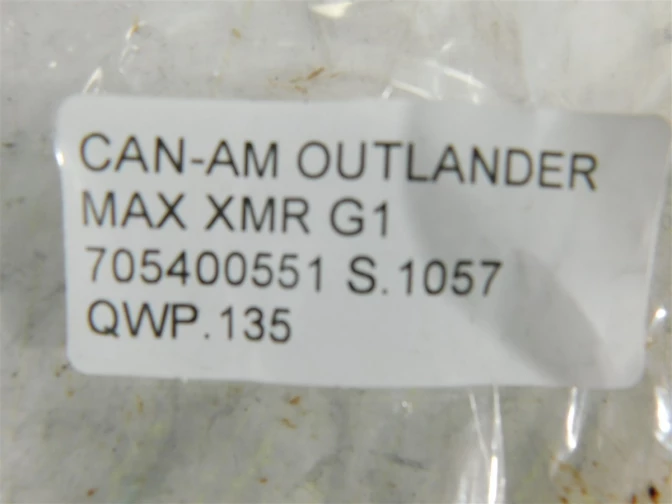 CAN-AM OUTLANDER
MAX XMR G1
705400551 S.1057
QWP.135